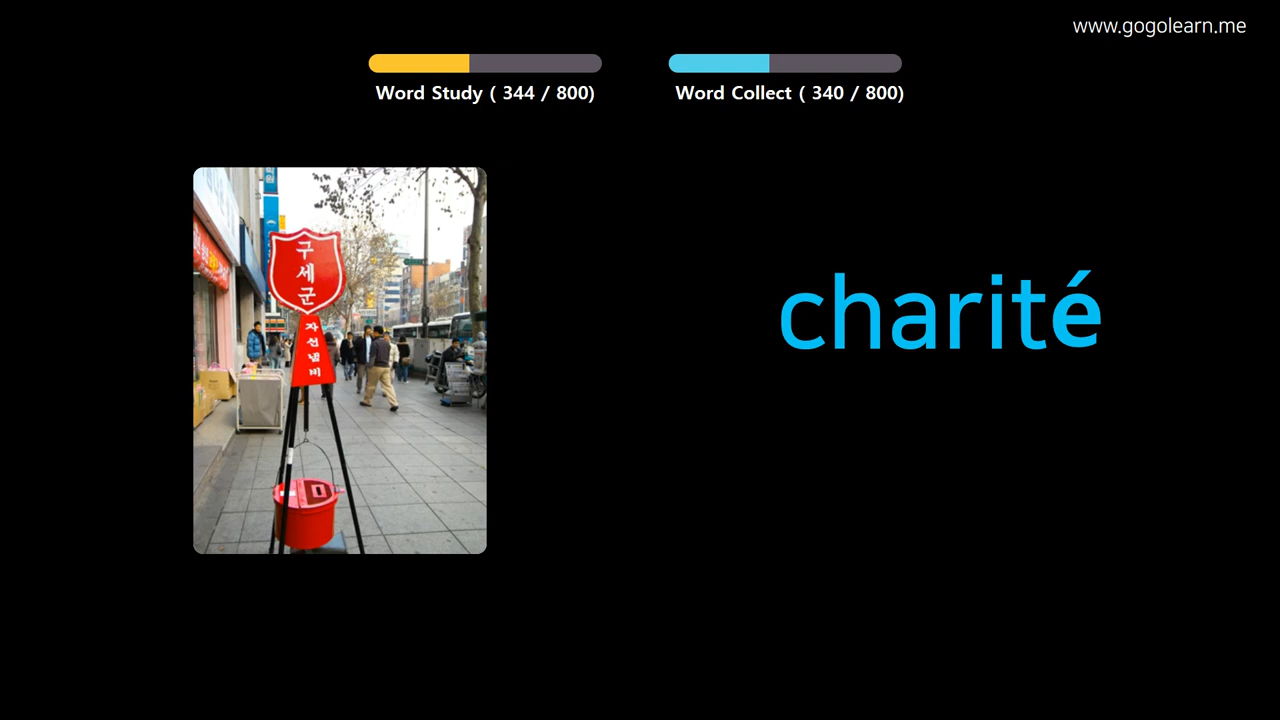 www.gogolearn.me
Word Study ( 344 / 800)
Word Collect ( 340 / 800)
구
세
군
자
선
냄
비
charité